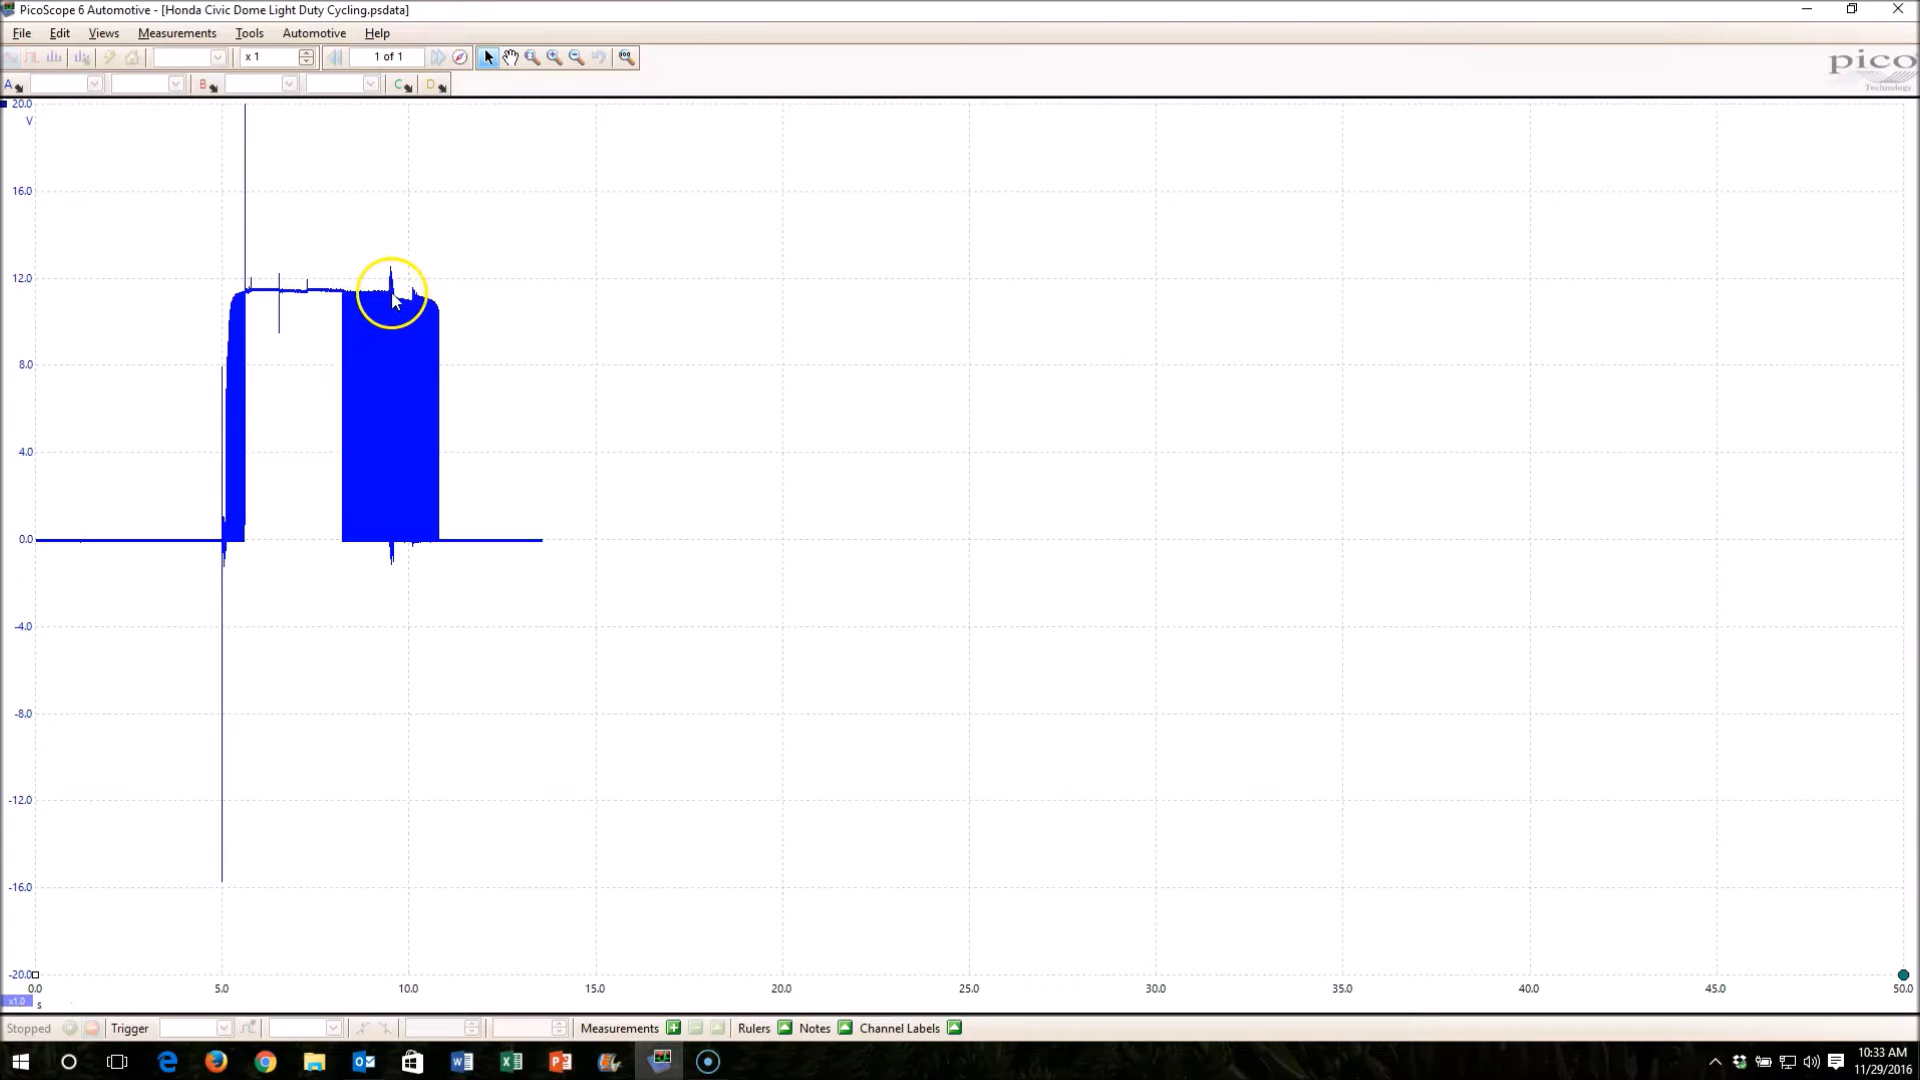 PicoScope 6 Automotive - [Honda Civic Dome Light Duty Cycling.psdata]
File Edit Views Measurements Tools Automotive Help
x 1 1 of 1
pico
Technology
A B C D
20.0
V
16.0
12.0
8.0
4.0
0.0
-4.0
-8.0
-12.0
-16.0
-20.0
0.0 5.0 10.0 15.0 20.0 25.0 30.0 35.0 40.0 45.0 50.0
x1.0 s
Stopped Trigger Measurements Rulers Notes Channel Labels
10:33 AM
11/29/2016